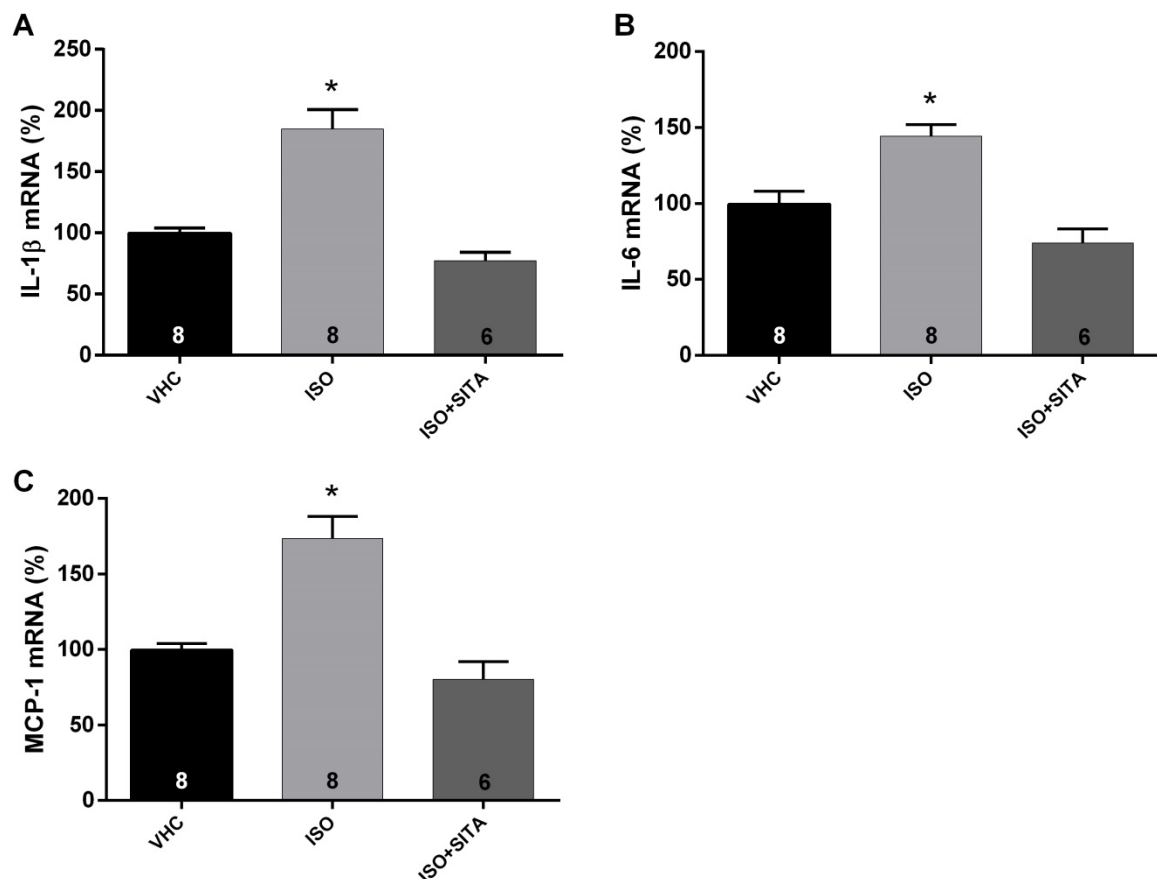 A
IL-1β mRNA (%)
250
200
150
100
50
0
*
8
8
6
VHC
ISO
ISO+SITA
B
IL-6 mRNA (%)
200
150
100
50
0
*
8
8
6
VHC
ISO
ISO+SITA
C
MCP-1 mRNA (%)
200
150
100
50
0
*
8
8
6
VHC
ISO
ISO+SITA